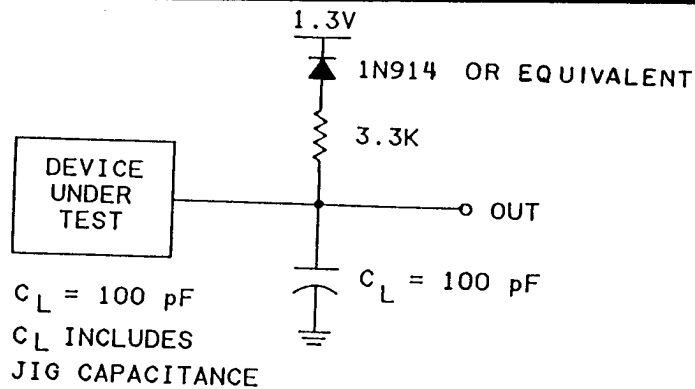 1.3V
1N914 OR EQUIVALENT
3.3K
DEVICE
UNDER
TEST
OUT
C_L = 100 pF
C_L = 100 pF
C_L INCLUDES
JIG CAPACITANCE